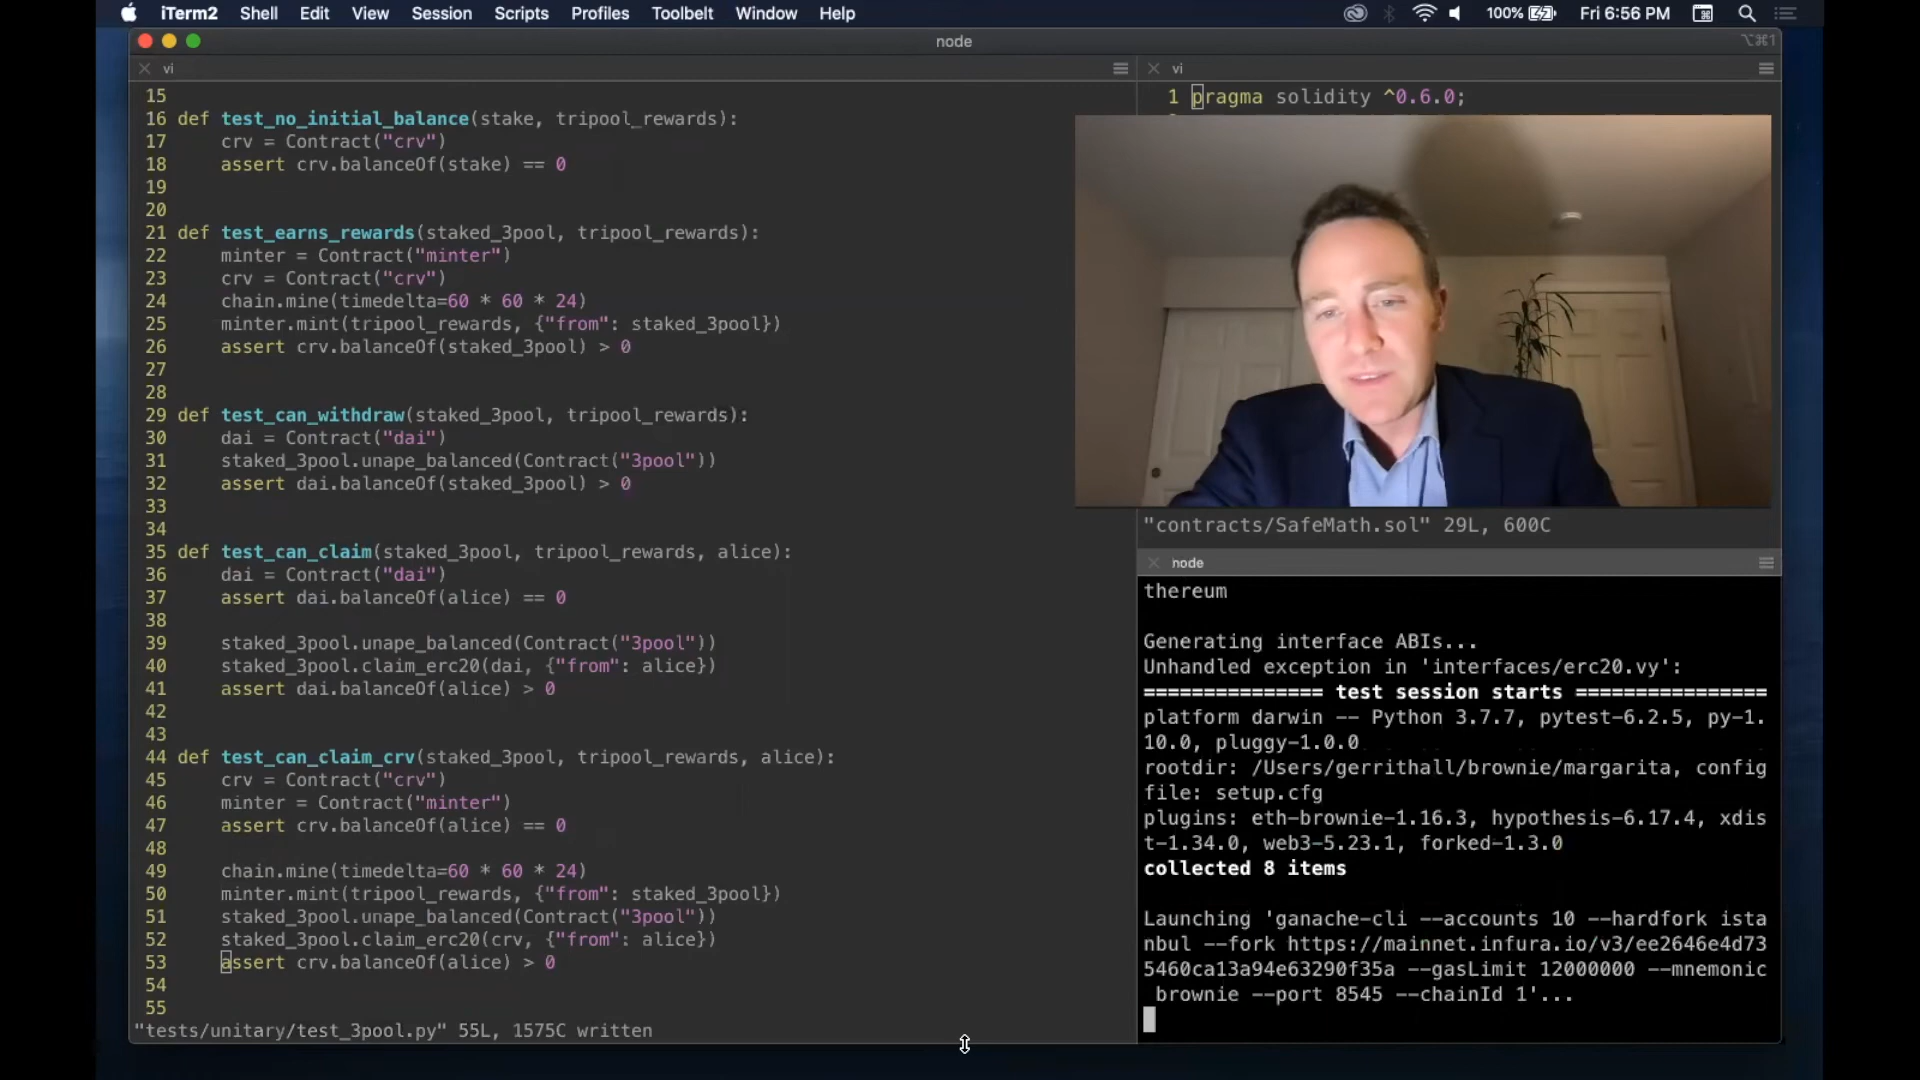 iTerm2 Shell Edit View Session Scripts Profiles Toolbelt Window Help 100% Fri 6:56 PM
node ⌥⌘1
vi
15
16 def test_no_initial_balance(stake, tripool_rewards):
17     crv = Contract("crv")
18     assert crv.balanceOf(stake) == 0
19
20
21 def test_earns_rewards(staked_3pool, tripool_rewards):
22     minter = Contract("minter")
23     crv = Contract("crv")
24     chain.mine(timedelta=60 * 60 * 24)
25     minter.mint(tripool_rewards, {"from": staked_3pool})
26     assert crv.balanceOf(staked_3pool) > 0
27
28
29 def test_can_withdraw(staked_3pool, tripool_rewards):
30     dai = Contract("dai")
31     staked_3pool.unape_balanced(Contract("3pool"))
32     assert dai.balanceOf(staked_3pool) > 0
33
34
35 def test_can_claim(staked_3pool, tripool_rewards, alice):
36     dai = Contract("dai")
37     assert dai.balanceOf(alice) == 0
38
39     staked_3pool.unape_balanced(Contract("3pool"))
40     staked_3pool.claim_erc20(dai, {"from": alice})
41     assert dai.balanceOf(alice) > 0
42
43
44 def test_can_claim_crv(staked_3pool, tripool_rewards, alice):
45     crv = Contract("crv")
46     minter = Contract("minter")
47     assert crv.balanceOf(alice) == 0
48
49     chain.mine(timedelta=60 * 60 * 24)
50     minter.mint(tripool_rewards, {"from": staked_3pool})
51     staked_3pool.unape_balanced(Contract("3pool"))
52     staked_3pool.claim_erc20(crv, {"from": alice})
53     assert crv.balanceOf(alice) > 0
54
55
"tests/unitary/test_3pool.py" 55L, 1575C written
vi
1 pragma solidity ^0.6.0;
"contracts/SafeMath.sol" 29L, 600C
node
thereum
Generating interface ABIs...
Unhandled exception in 'interfaces/erc20.vy':
=============== test session starts ================
platform darwin -- Python 3.7.7, pytest-6.2.5, py-1.
10.0, pluggy-1.0.0
rootdir: /Users/gerrithall/brownie/margarita, config
file: setup.cfg
plugins: eth-brownie-1.16.3, hypothesis-6.17.4, xdis
t-1.34.0, web3-5.23.1, forked-1.3.0
collected 8 items
Launching 'ganache-cli --accounts 10 --hardfork ista
nbul --fork https://mainnet.infura.io/v3/ee2646e4d73
5460ca13a94e63290f35a --gasLimit 12000000 --mnemonic
 brownie --port 8545 --chainId 1'...